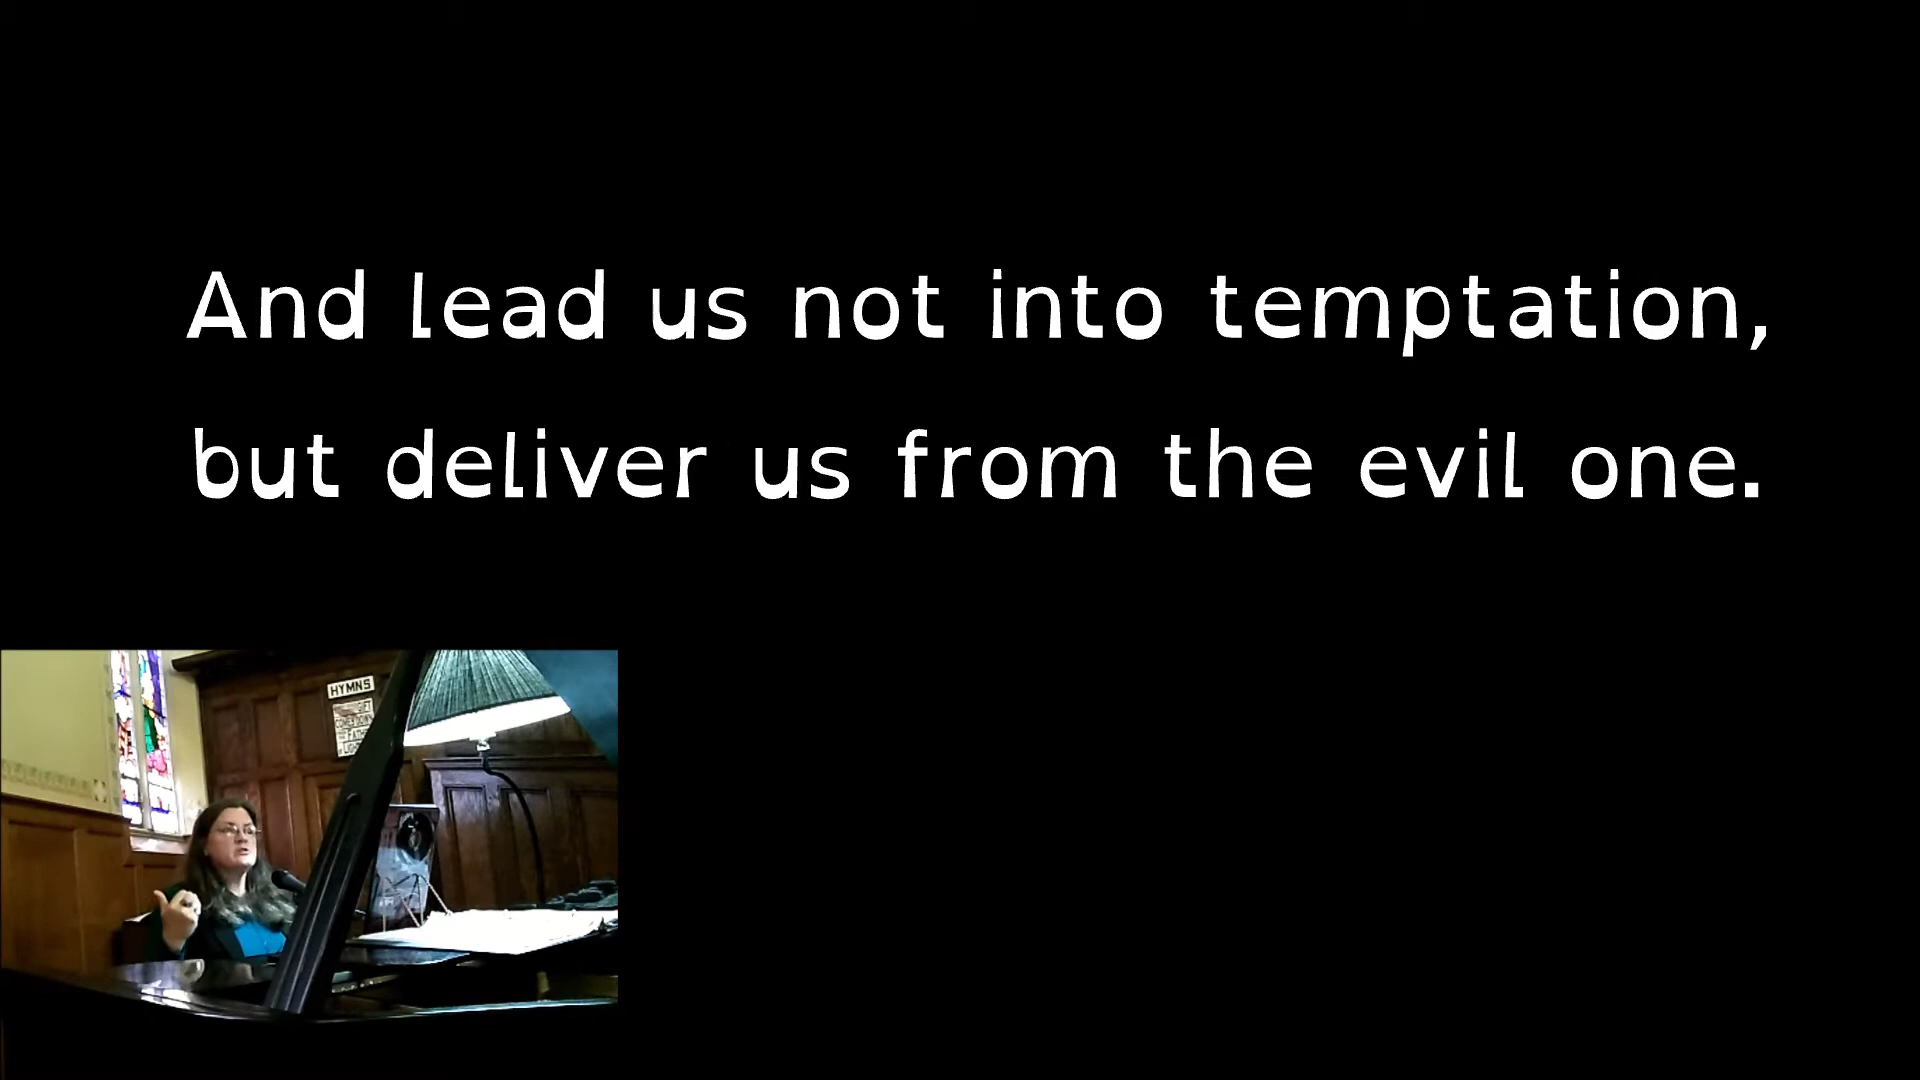 And lead us not into temptation,
but deliver us from the evil one.
HYMNS